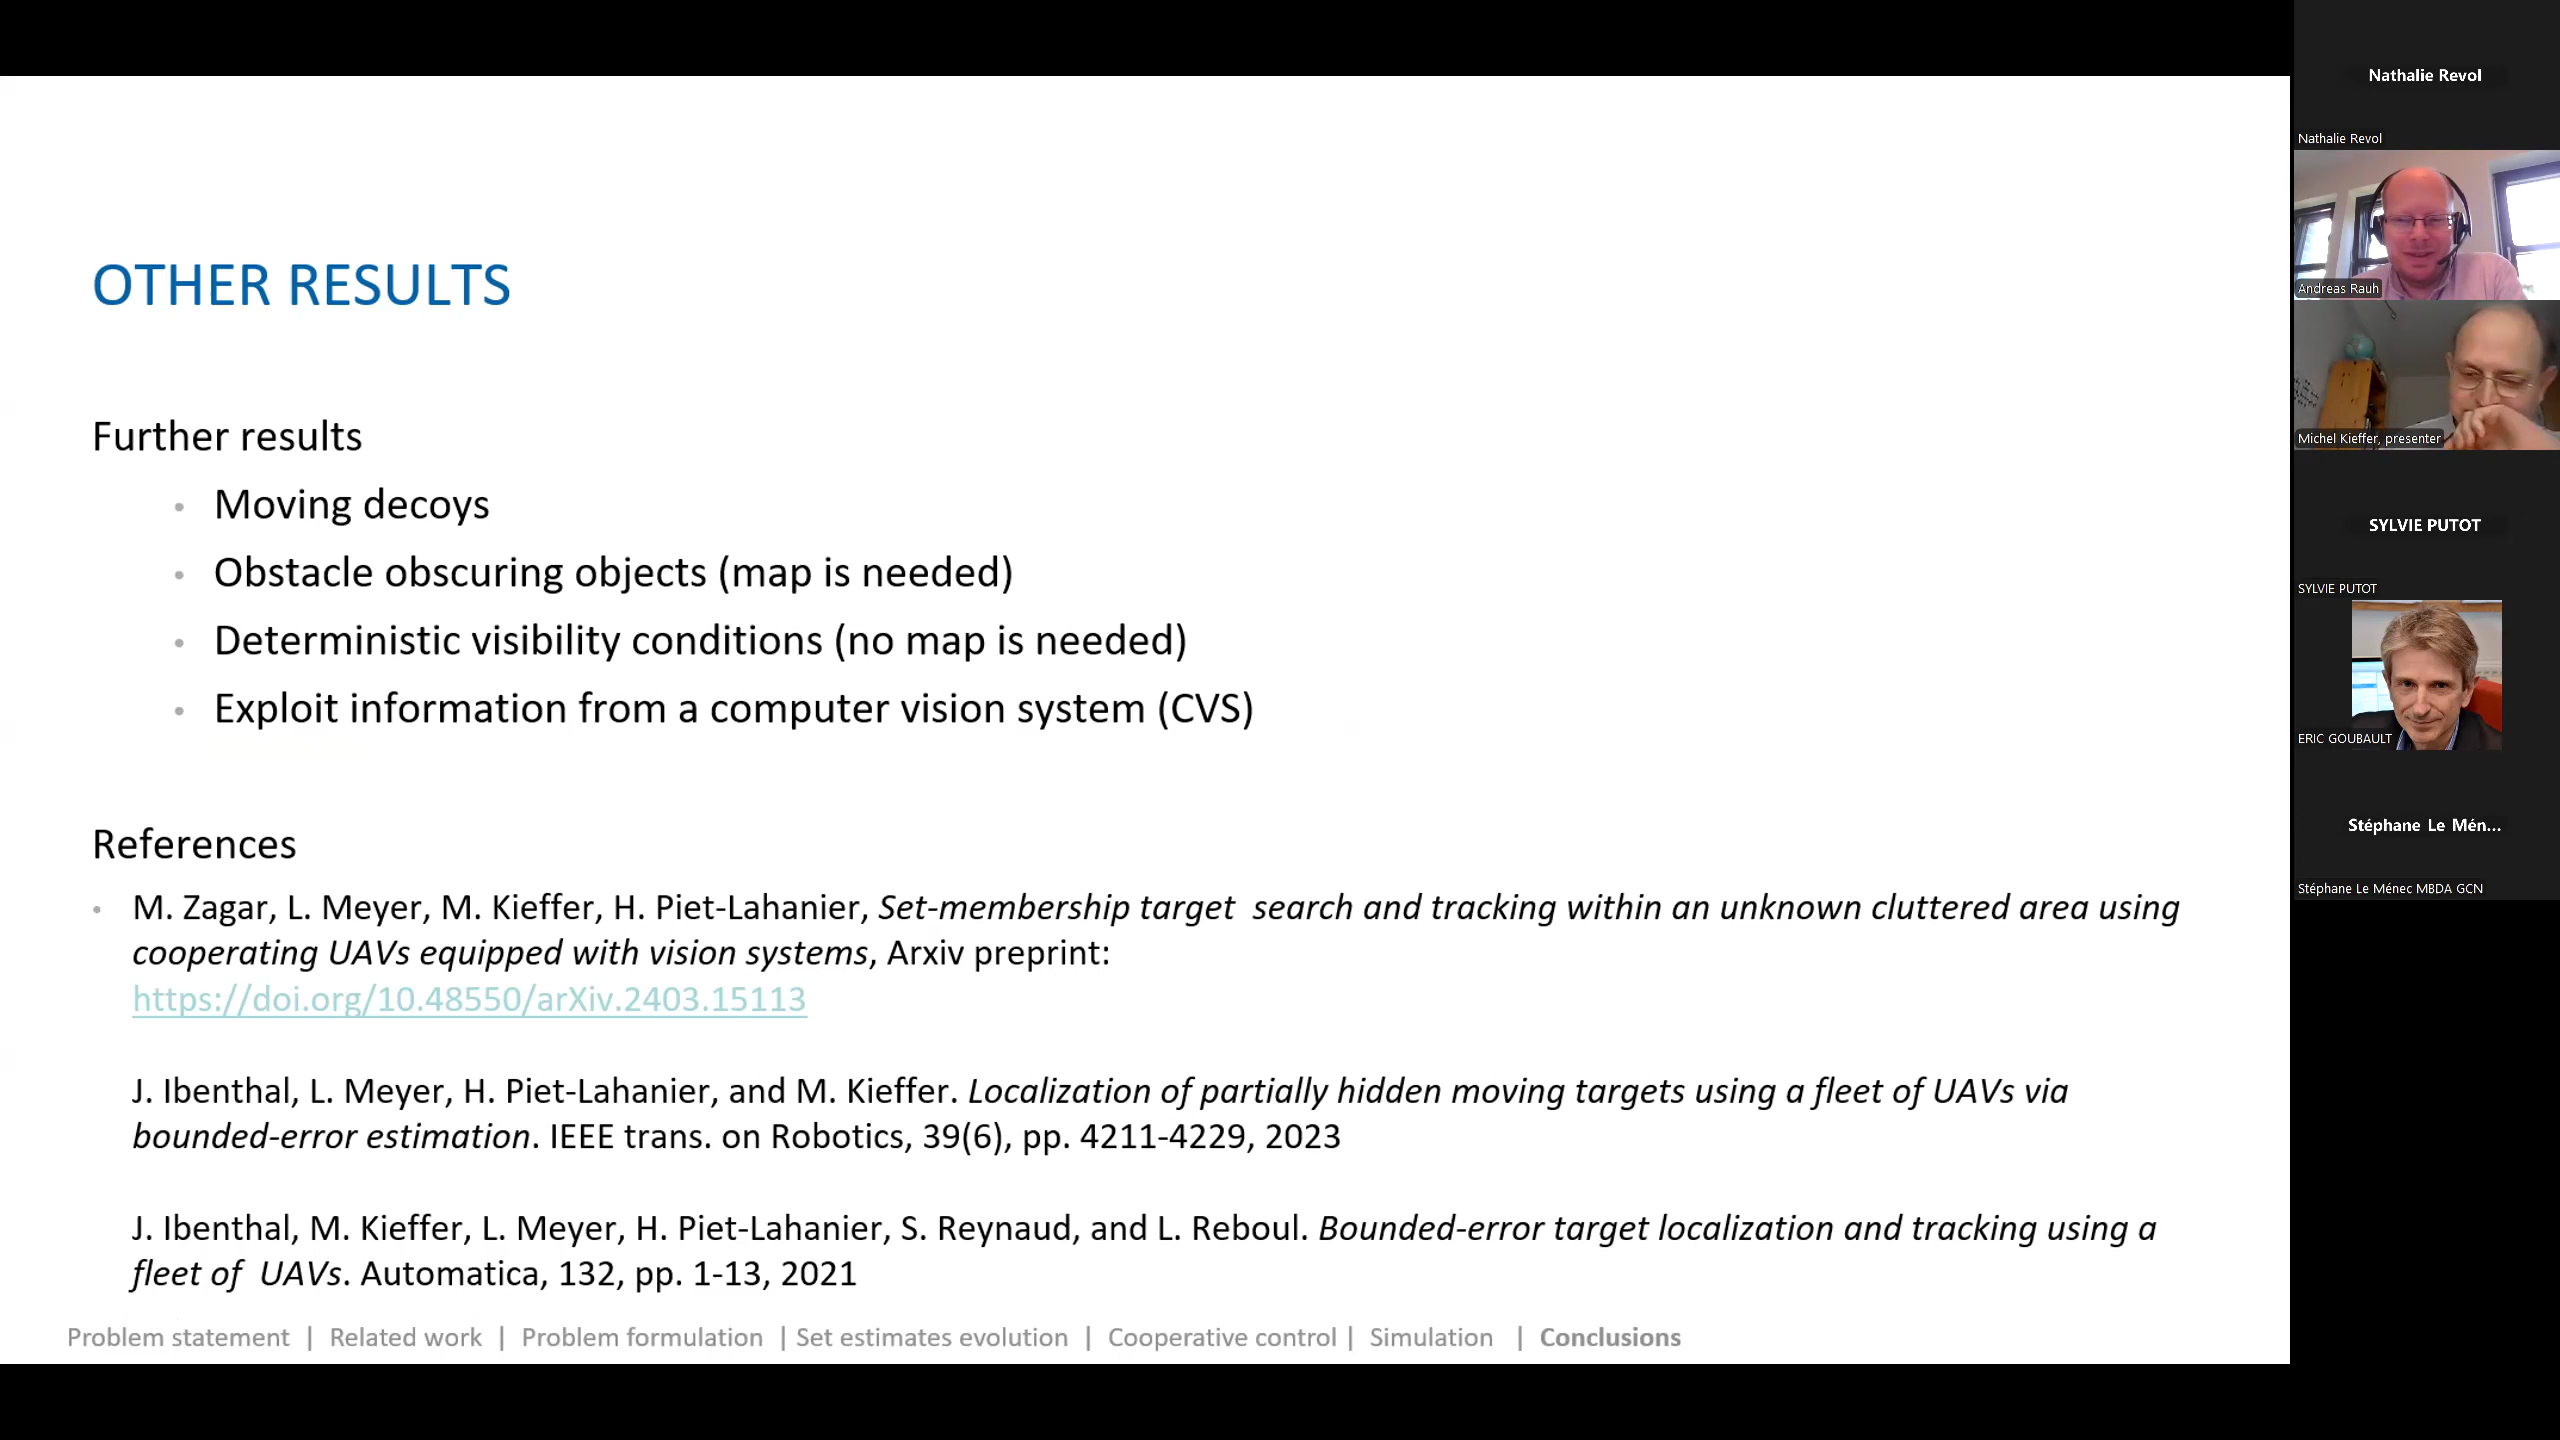 OTHER RESULTS
Further results
• Moving decoys
• Obstacle obscuring objects (map is needed)
• Deterministic visibility conditions (no map is needed)
• Exploit information from a computer vision system (CVS)
References
• M. Zagar, L. Meyer, M. Kieffer, H. Piet-Lahanier, Set-membership target search and tracking within an unknown cluttered area using
cooperating UAVs equipped with vision systems, Arxiv preprint:
https://doi.org/10.48550/arXiv.2403.15113
J. Ibenthal, L. Meyer, H. Piet-Lahanier, and M. Kieffer. Localization of partially hidden moving targets using a fleet of UAVs via
bounded-error estimation. IEEE trans. on Robotics, 39(6), pp. 4211-4229, 2023
J. Ibenthal, M. Kieffer, L. Meyer, H. Piet-Lahanier, S. Reynaud, and L. Reboul. Bounded-error target localization and tracking using a
fleet of UAVs. Automatica, 132, pp. 1-13, 2021
Problem statement | Related work | Problem formulation | Set estimates evolution | Cooperative control | Simulation | Conclusions
Nathalie Revol
Nathalie Revol
Andreas Rauh
Michel Kieffer, presenter
SYLVIE PUTOT
SYLVIE PUTOT
ERIC GOUBAULT
Stéphane Le Mén...
Stéphane Le Ménec MBDA GCN